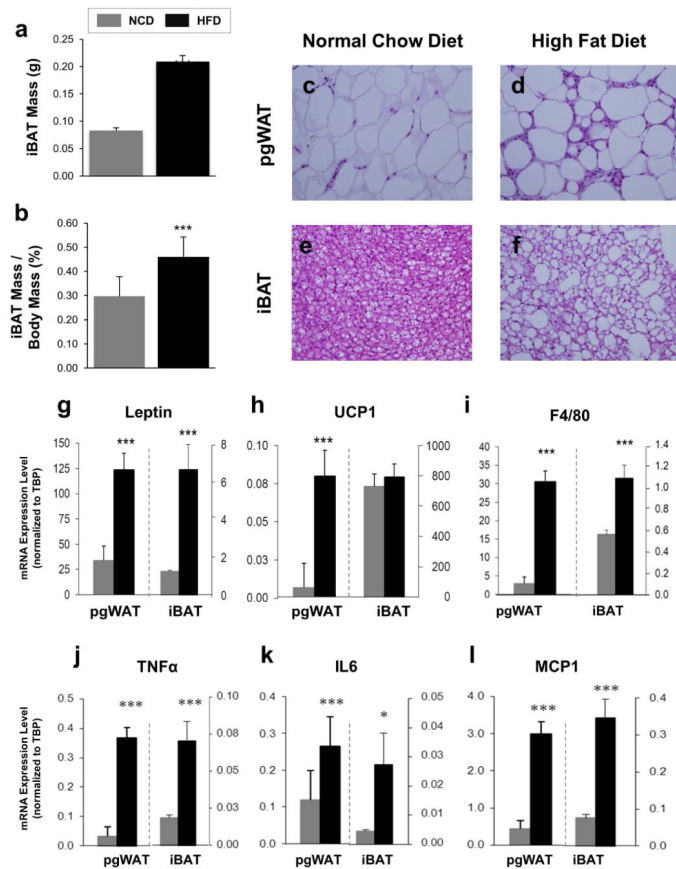 a
NCD
HFD
iBAT Mass (g)
0.25
0.20
0.15
0.10
0.05
0.00
b
iBAT Mass /
Body Mass (%)
0.60
0.50
0.40
0.30
0.20
0.10
0.00
***
Normal Chow Diet
High Fat Diet
pgWAT
c
d
iBAT
e
f
g
Leptin
mRNA Expression Level
(normalized to TBP)
150
125
100
75
50
25
0
***
***
8
6
4
2
0
pgWAT
iBAT
h
UCP1
0.10
0.08
0.05
0.03
0.00
***
1000
800
600
400
200
0
pgWAT
iBAT
i
F4/80
40
35
30
25
20
15
10
5
0
***
***
1.4
1.2
1.0
0.8
0.6
0.4
0.2
0.0
pgWAT
iBAT
j
TNFα
mRNA Expression Level
(normalized to TBP)
0.5
0.4
0.3
0.2
0.1
0.0
***
***
0.10
0.08
0.05
0.03
0.00
pgWAT
iBAT
k
IL6
0.4
0.3
0.2
0.1
0.0
***
*
0.05
0.04
0.03
0.02
0.01
0.00
pgWAT
iBAT
l
MCP1
4.0
3.0
2.0
1.0
0.0
***
***
0.4
0.3
0.2
0.1
0.0
pgWAT
iBAT